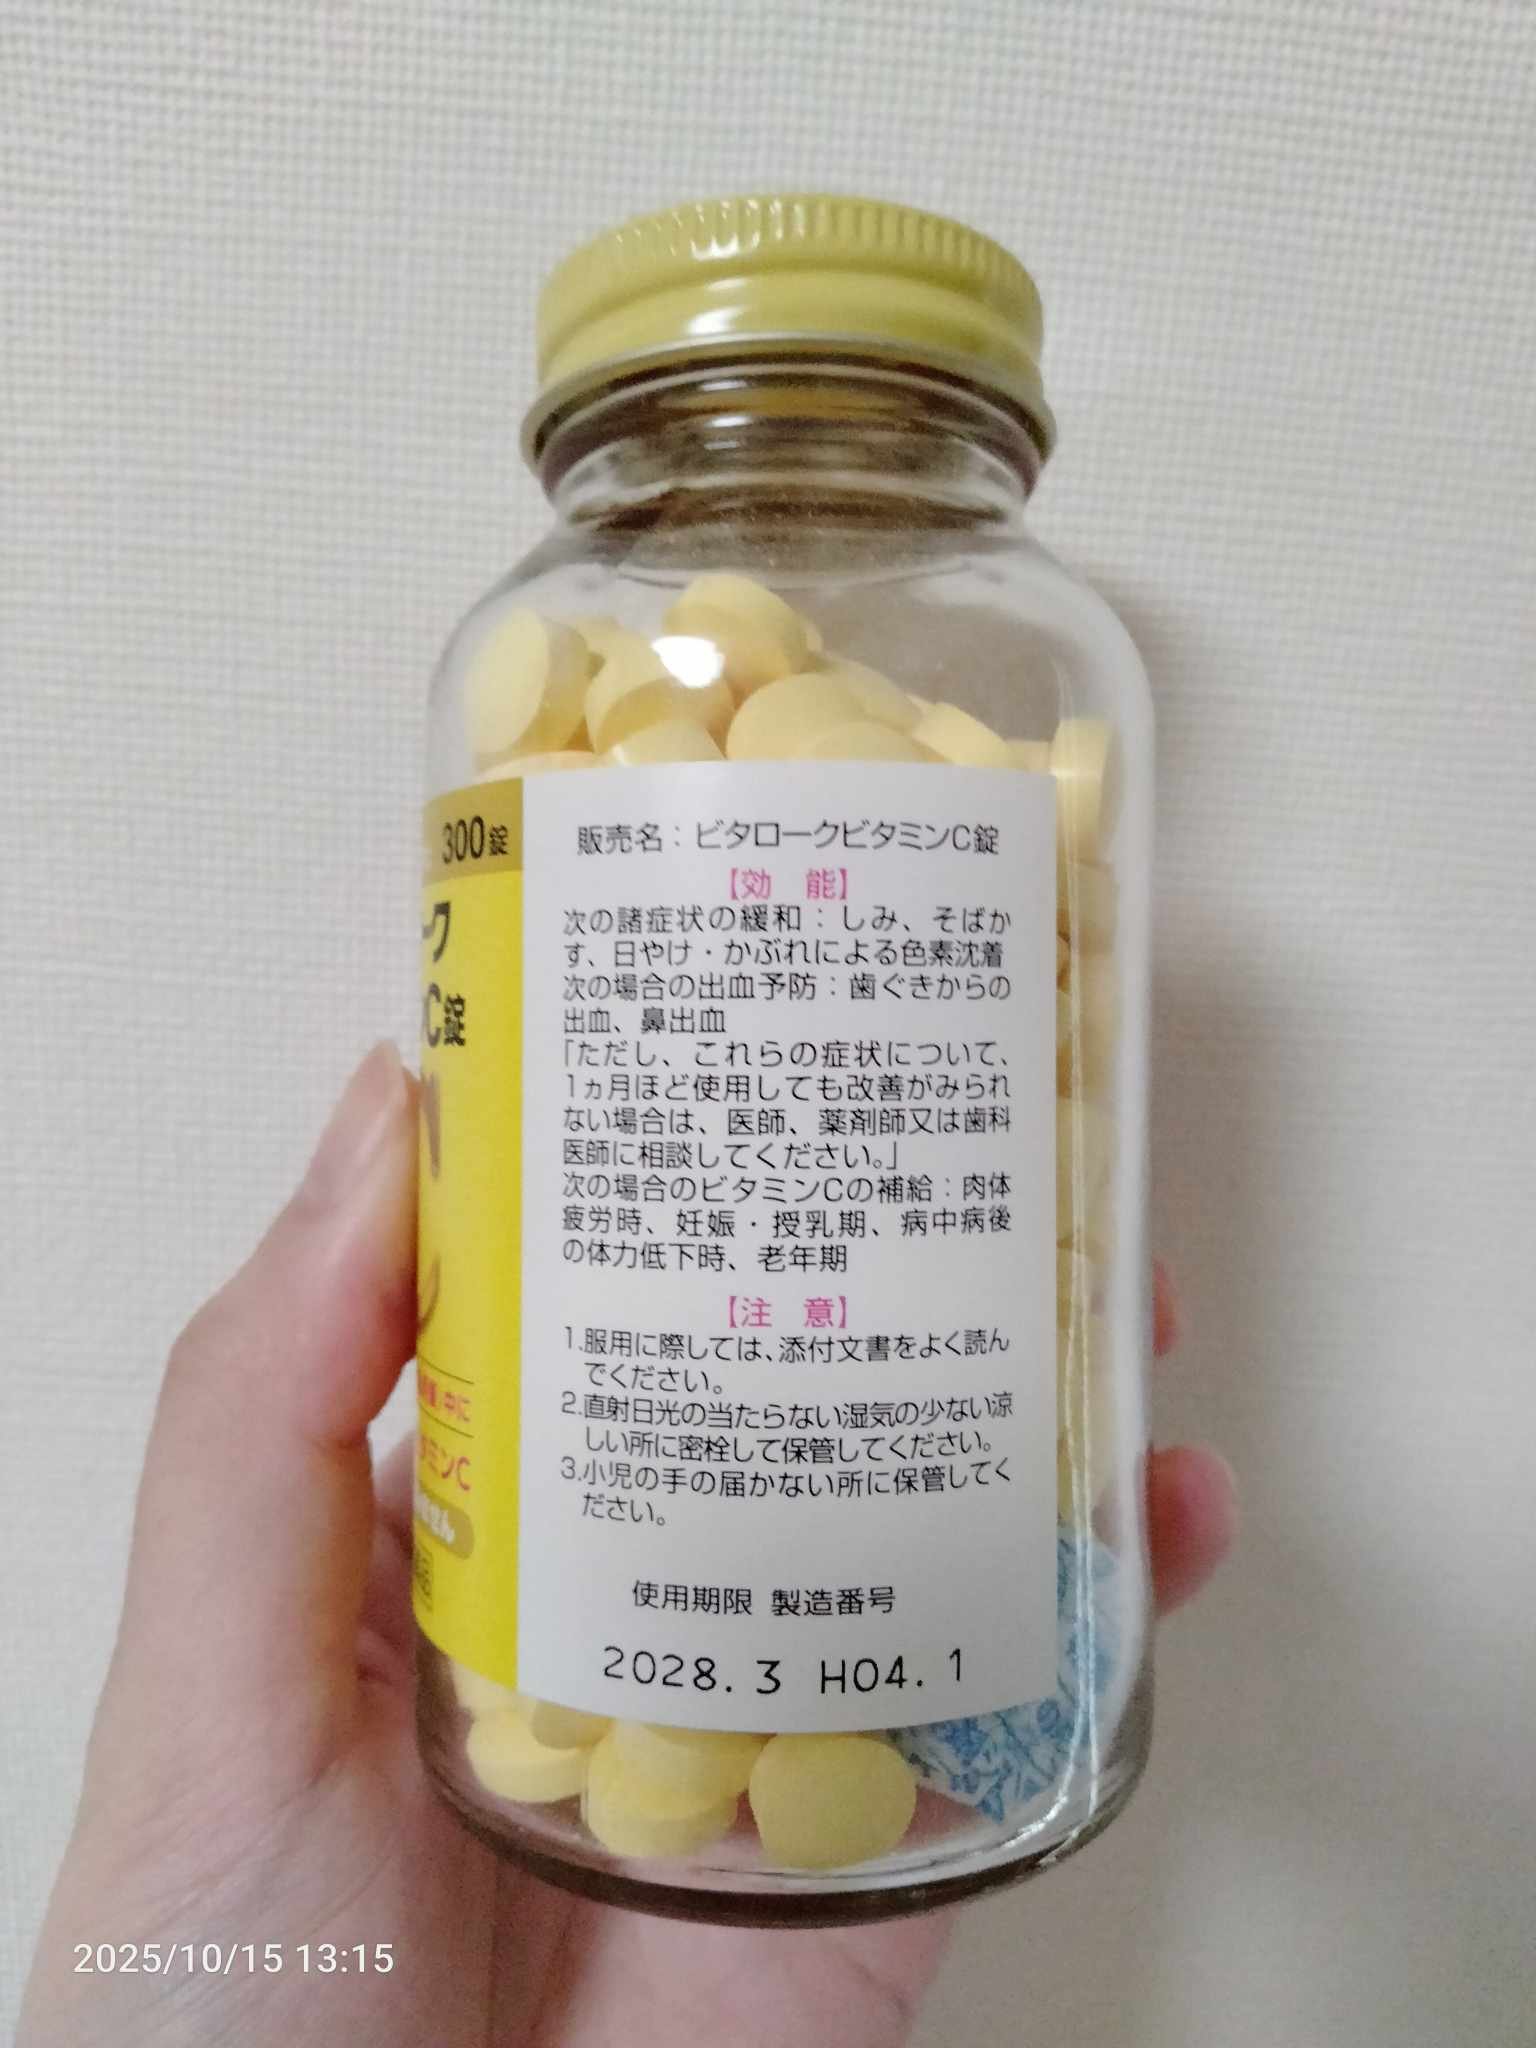 300錠
ーク
C錠
中に
ミンC
せん
販売名：ビタロークビタミンC錠
【効　能】
次の諸症状の緩和：しみ、そばか
す、日やけ・かぶれによる色素沈着
次の場合の出血予防：歯ぐきからの
出血、鼻出血
「ただし、これらの症状について、
1ヵ月ほど使用しても改善がみられ
ない場合は、医師、薬剤師又は歯科
医師に相談してください。」
次の場合のビタミンCの補給：肉体
疲労時、妊娠・授乳期、病中病後
の体力低下時、老年期
【注　意】
1.服用に際しては、添付文書をよく読ん
でください。
2.直射日光の当たらない湿気の少ない涼
しい所に密栓して保管してください。
3.小児の手の届かない所に保管してく
ださい。
使用期限 製造番号
2028.3 H04.1
2025/10/15 13:15